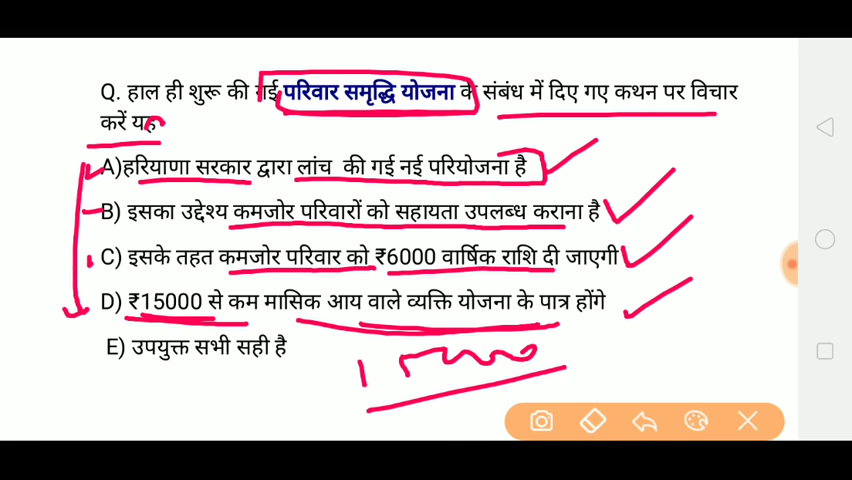 Q. हाल ही शुरू की गई परिवार समृद्धि योजना के संबंध में दिए गए कथन पर विचार
करें यह
A)हरियाणा सरकार द्वारा लांच की गई नई परियोजना है
B) इसका उद्देश्य कमजोर परिवारों को सहायता उपलब्ध कराना है
C) इसके तहत कमजोर परिवार को ₹6000 वार्षिक राशि दी जाएगी
D) ₹15000 से कम मासिक आय वाले व्यक्ति योजना के पात्र होंगे
E) उपयुक्त सभी सही है
15000